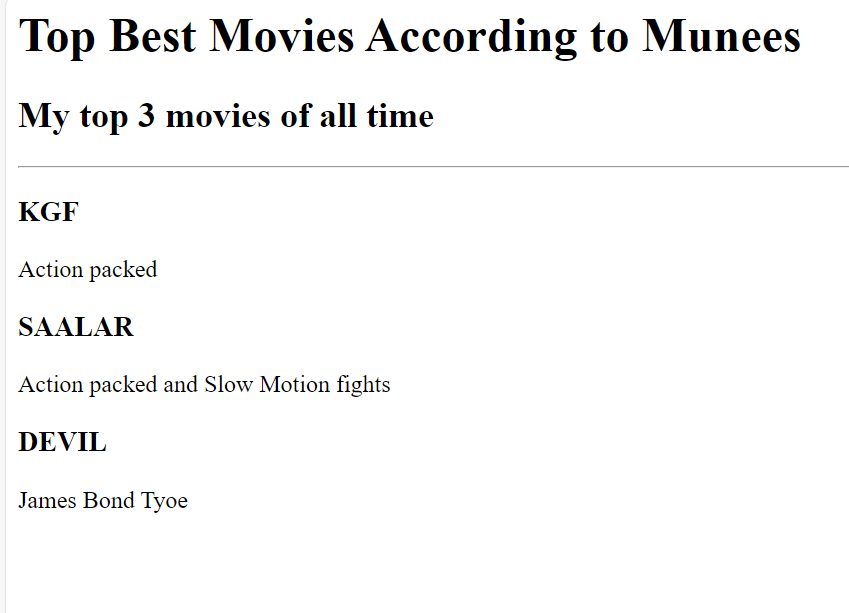 Top Best Movies According to Munees
My top 3 movies of all time
KGF
Action packed
SAALAR
Action packed and Slow Motion fights
DEVIL
James Bond Tyoe